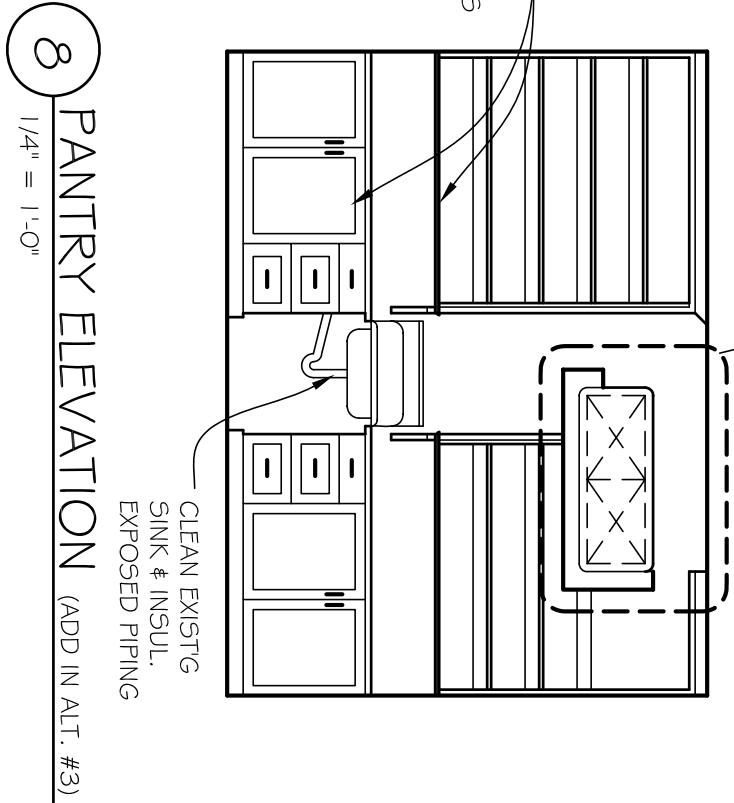 CLEAN EXIST'G
SINK & INSUL.
EXPOSED PIPING
8
PANTRY ELEVATION (ADD IN ALT. #3)
1/4" = 1'-0"